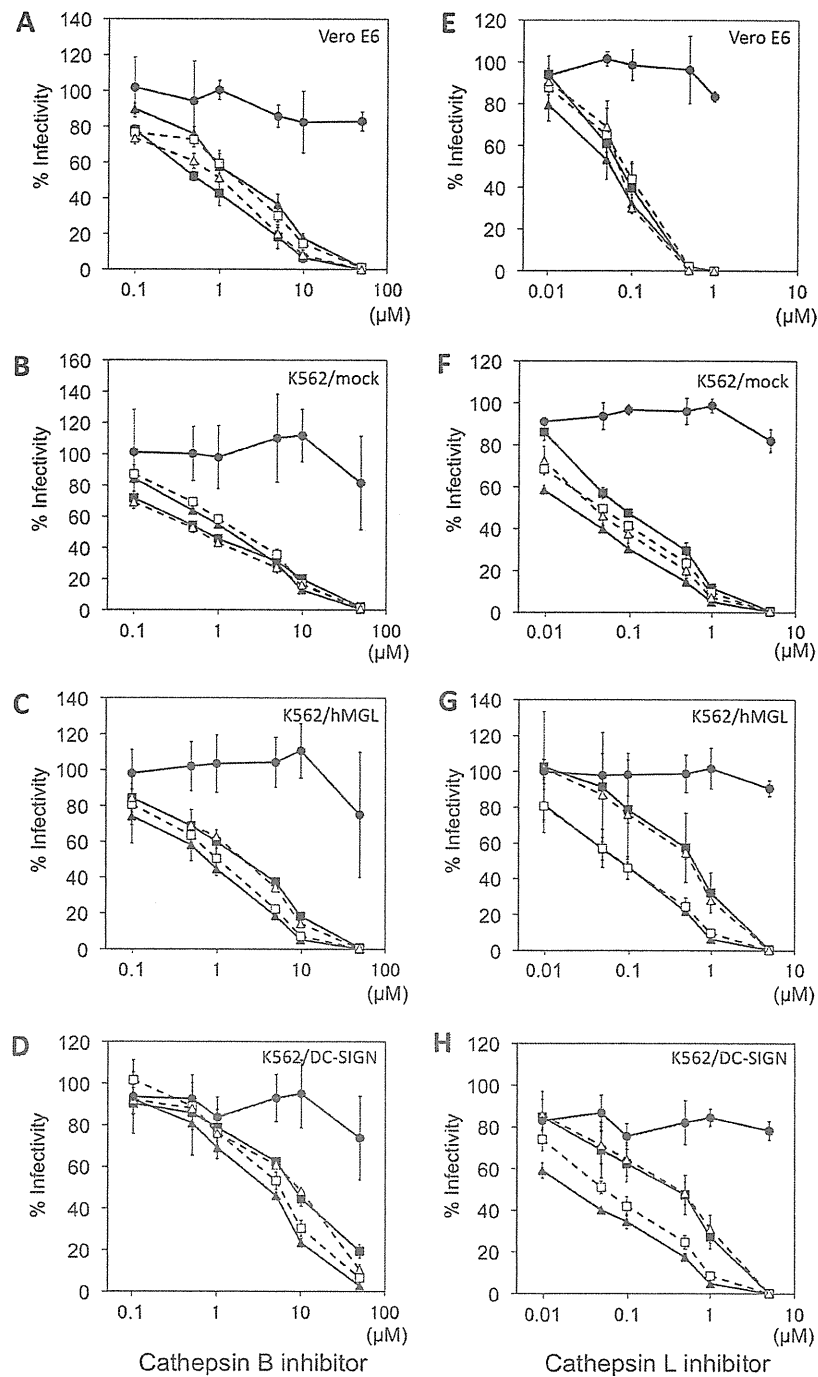 A
Vero E6
140
120
100
80
60
40
20
0
% Infectivity
0.1 1 10 100
(µM)
E
Vero E6
120
100
80
60
40
20
0
% Infectivity
0.01 0.1 1 10
(µM)
B
K562/mock
160
140
120
100
80
60
40
20
0
% Infectivity
0.1 1 10 100
(µM)
F
K562/mock
120
100
80
60
40
20
0
% Infectivity
0.01 0.1 1 10
(µM)
C
K562/hMGL
140
120
100
80
60
40
20
0
% Infectivity
0.1 1 10 100
(µM)
G
K562/hMGL
140
120
100
80
60
40
20
0
% Infectivity
0.01 0.1 1 10
(µM)
D
K562/DC-SIGN
120
100
80
60
40
20
0
% Infectivity
0.1 1 10 100
(µM)
Cathepsin B inhibitor
H
K562/DC-SIGN
120
100
80
60
40
20
0
% Infectivity
0.01 0.1 1 10
(µM)
Cathepsin L inhibitor